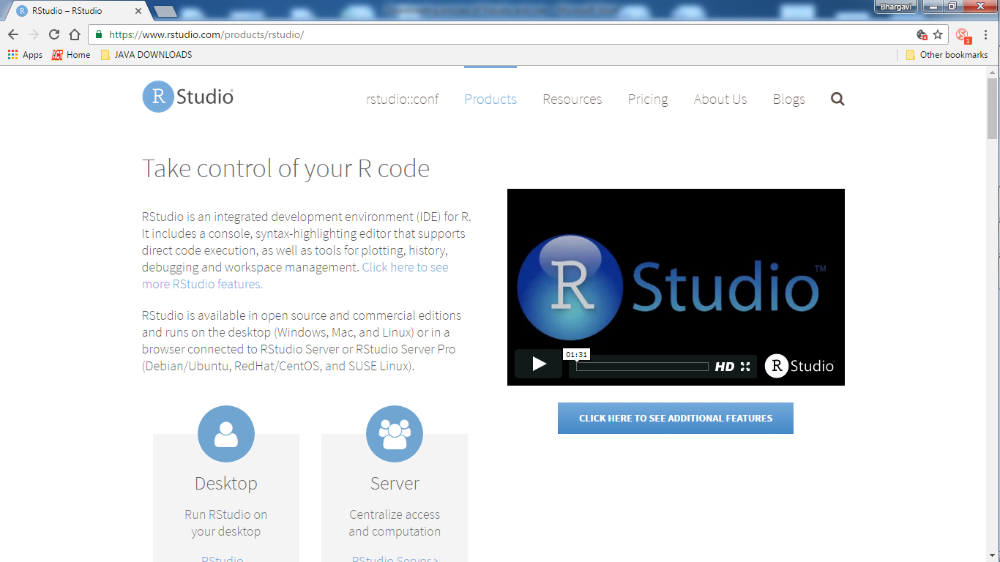 RStudio – RStudio
Bhargavi
https://www.rstudio.com/products/rstudio/
1
Apps
ACT
Home
JAVA DOWNLOADS
Other bookmarks
R Studio
rstudio::conf
Products
Resources
Pricing
About Us
Blogs
Take control of your R code
RStudio is an integrated development environment (IDE) for R.
It includes a console, syntax-highlighting editor that supports
direct code execution, as well as tools for plotting, history,
debugging and workspace management. Click here to see
more RStudio features.
RStudio is available in open source and commercial editions
and runs on the desktop (Windows, Mac, and Linux) or in a
browser connected to RStudio Server or RStudio Server Pro
(Debian/Ubuntu, RedHat/CentOS, and SUSE Linux).
R Studio™
01:31
HD
R Studio
CLICK HERE TO SEE ADDITIONAL FEATURES
Desktop
Run RStudio on
your desktop
RStudio
Server
Centralize access
and computation
RStudio Server >